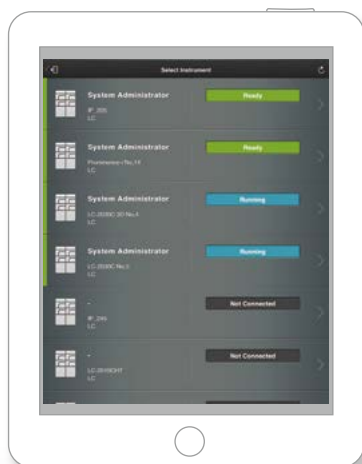 Select Instrument
System Administrator
Ready
LC
System Administrator
Ready
LC
System Administrator
Running
LC
System Administrator
Running
LC
-
Not Connected
LC
-
Not Connected
LC